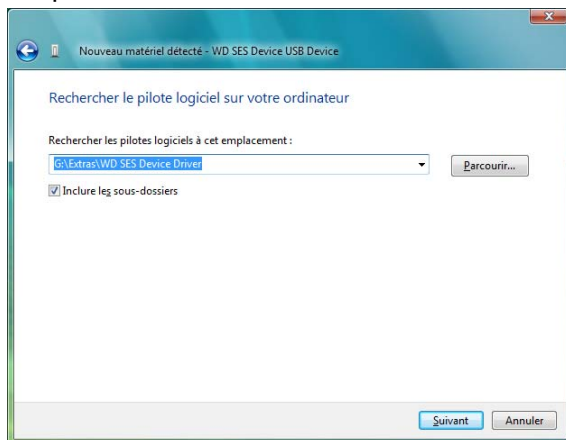 Nouveau matériel détecté - WD SES Device USB Device
Rechercher le pilote logiciel sur votre ordinateur
Rechercher les pilotes logiciels à cet emplacement :
G:\Extras\WD SES Device Driver
Parcourir...
Inclure les sous-dossiers
Suivant
Annuler